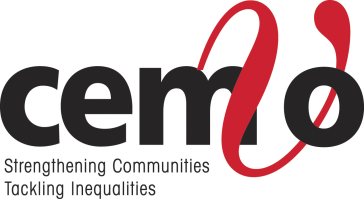 cemvo
Strengthening Communities
Tackling Inequalities